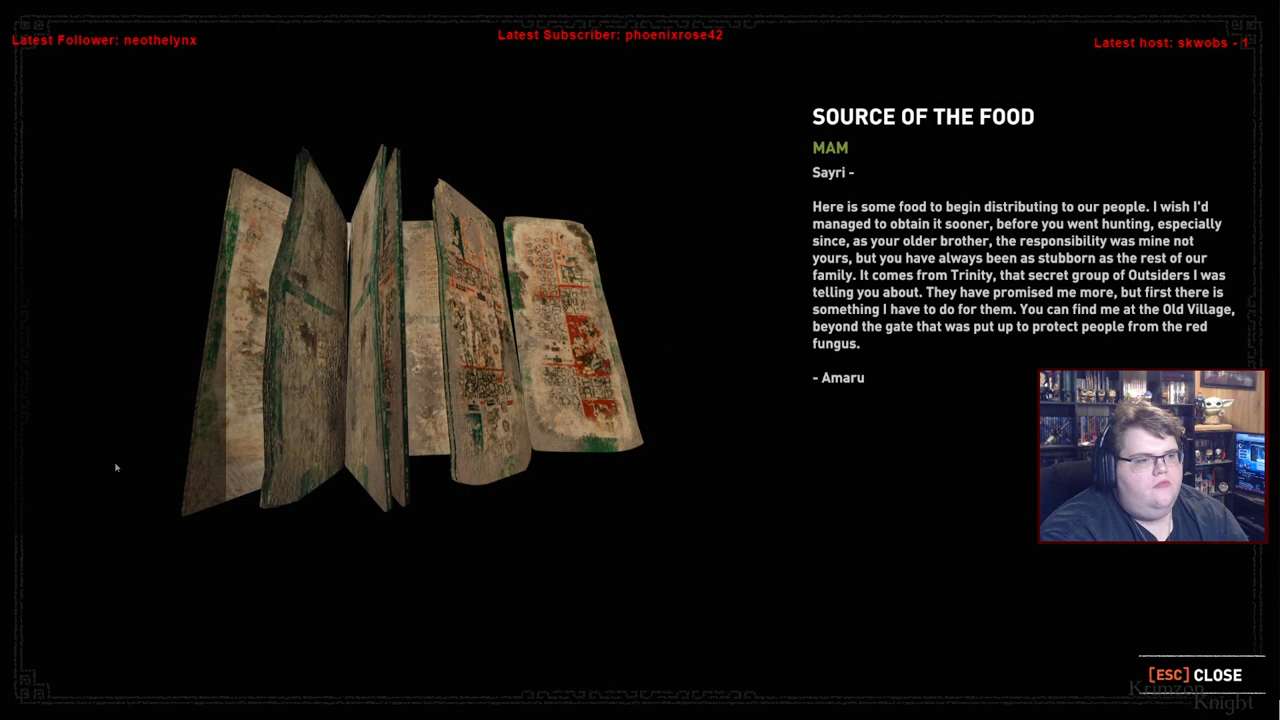 Latest Follower: neothelynx
Latest Subscriber: phoenixrose42
Latest host: skwobs - 1
SOURCE OF THE FOOD
MAM
Sayri -
Here is some food to begin distributing to our people. I wish I'd
managed to obtain it sooner, before you went hunting, especially
since, as your older brother, the responsibility was mine not
yours, but you have always been as stubborn as the rest of our
family. It comes from Trinity, that secret group of Outsiders I was
telling you about. They have promised me more, but first there is
something I have to do for them. You can find me at the Old Village,
beyond the gate that was put up to protect people from the red
fungus.
- Amaru
[ESC] CLOSE
Krimzon
Knight